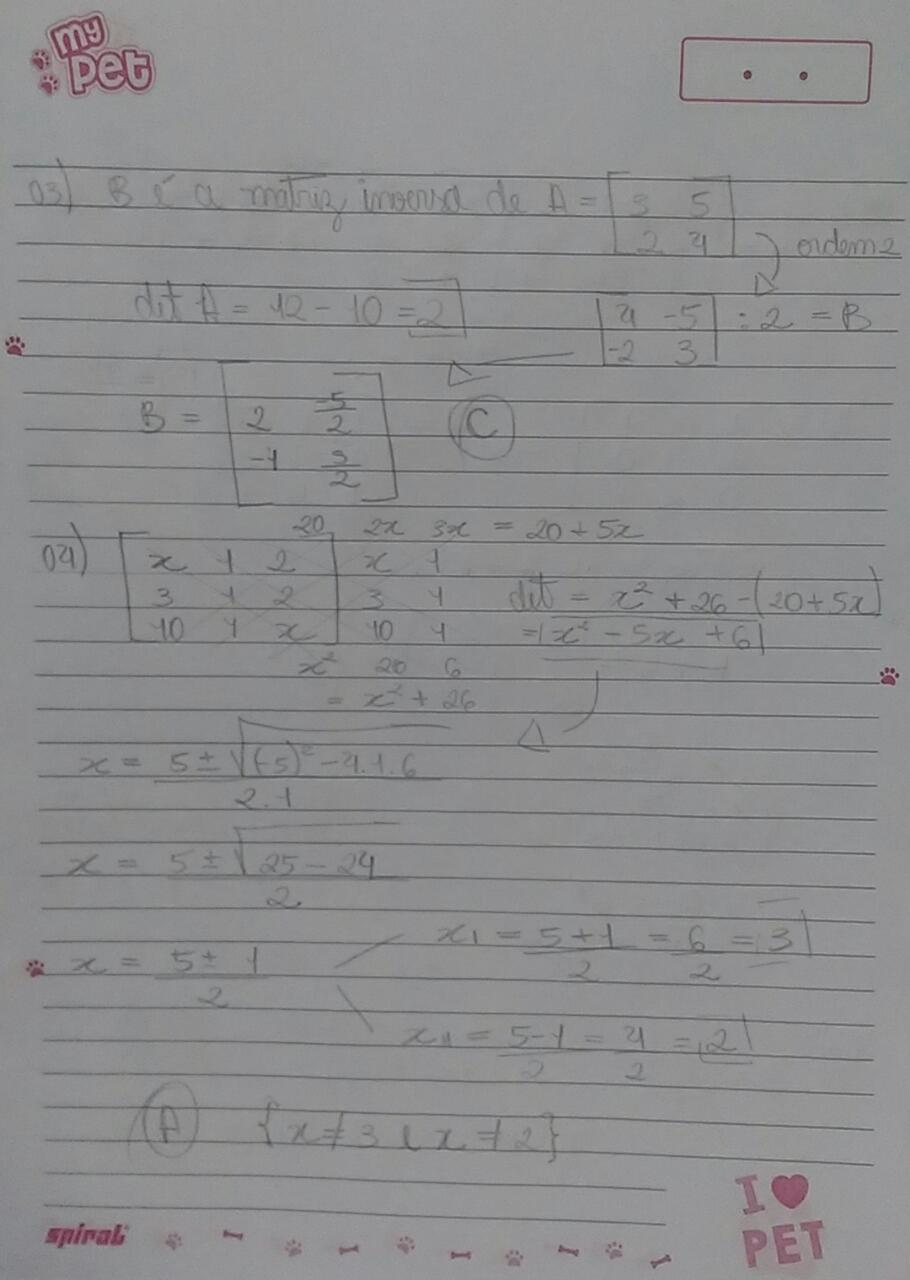 my pet
03) B é a matriz inversa de A = [3 5
2 4]
ordem 2
det A = 12 - 10 = 2
[4 -5
-2 3] : 2 = B
B = [2 -5/2
-1 3/2]
C
20 2x 3x = 20 + 5x
04) [x 1 2] x 1
3 1 2 3 1
10 1 x 10 1
det = x² + 26 - (20 + 5x)
= x² - 5x + 6
x² 20 6
= x² + 26
x = 5 ± √(-5)² - 4.1.6
2.1
x = 5 ± √25 - 24
2
x = 5 ± 1
2
x₁ = 5 + 1 = 6 = 3
2 2
x₁₁ = 5 - 1 = 4 = 2
2 2
A {x ≠ 3 e x ≠ 2}
spiral
I ♥ PET